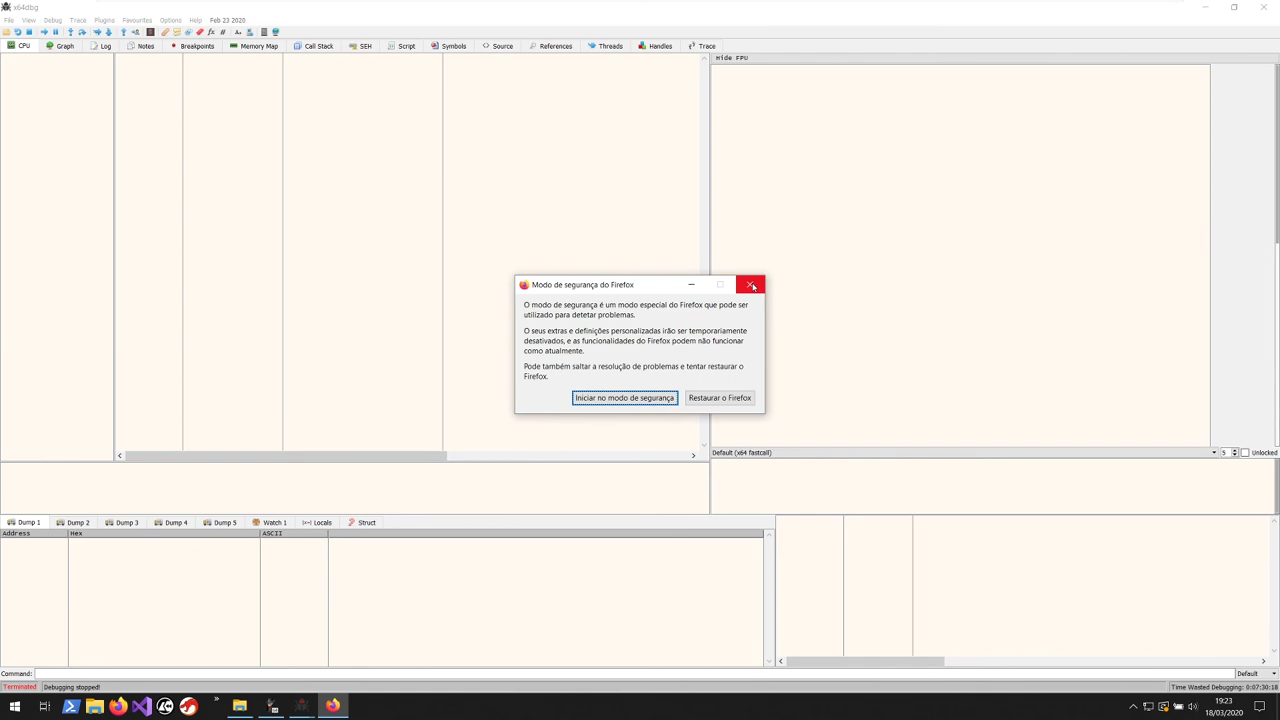 x64dbg
File View Debug Trace Plugins Favourites Options Help Feb 23 2020
CPU Graph Log Notes Breakpoints Memory Map Call Stack SEH Script Symbols Source References Threads Handles Trace
Hide FPU
Modo de segurança do Firefox
O modo de segurança é um modo especial do Firefox que pode ser
utilizado para detetar problemas.
O seus extras e definições personalizadas irão ser temporariamente
desativados, e as funcionalidades do Firefox podem não funcionar
como atualmente.
Pode também saltar a resolução de problemas e tentar restaurar o
Firefox.
Iniciar no modo de segurança Restaurar o Firefox
Default (x64 fastcall) 5 Unlocked
Dump 1 Dump 2 Dump 3 Dump 4 Dump 5 Watch 1 Locals Struct
Address Hex ASCII
Command: Default
Terminated Debugging stopped! Time Wasted Debugging: 0:07:30:18
19:23
18/03/2020